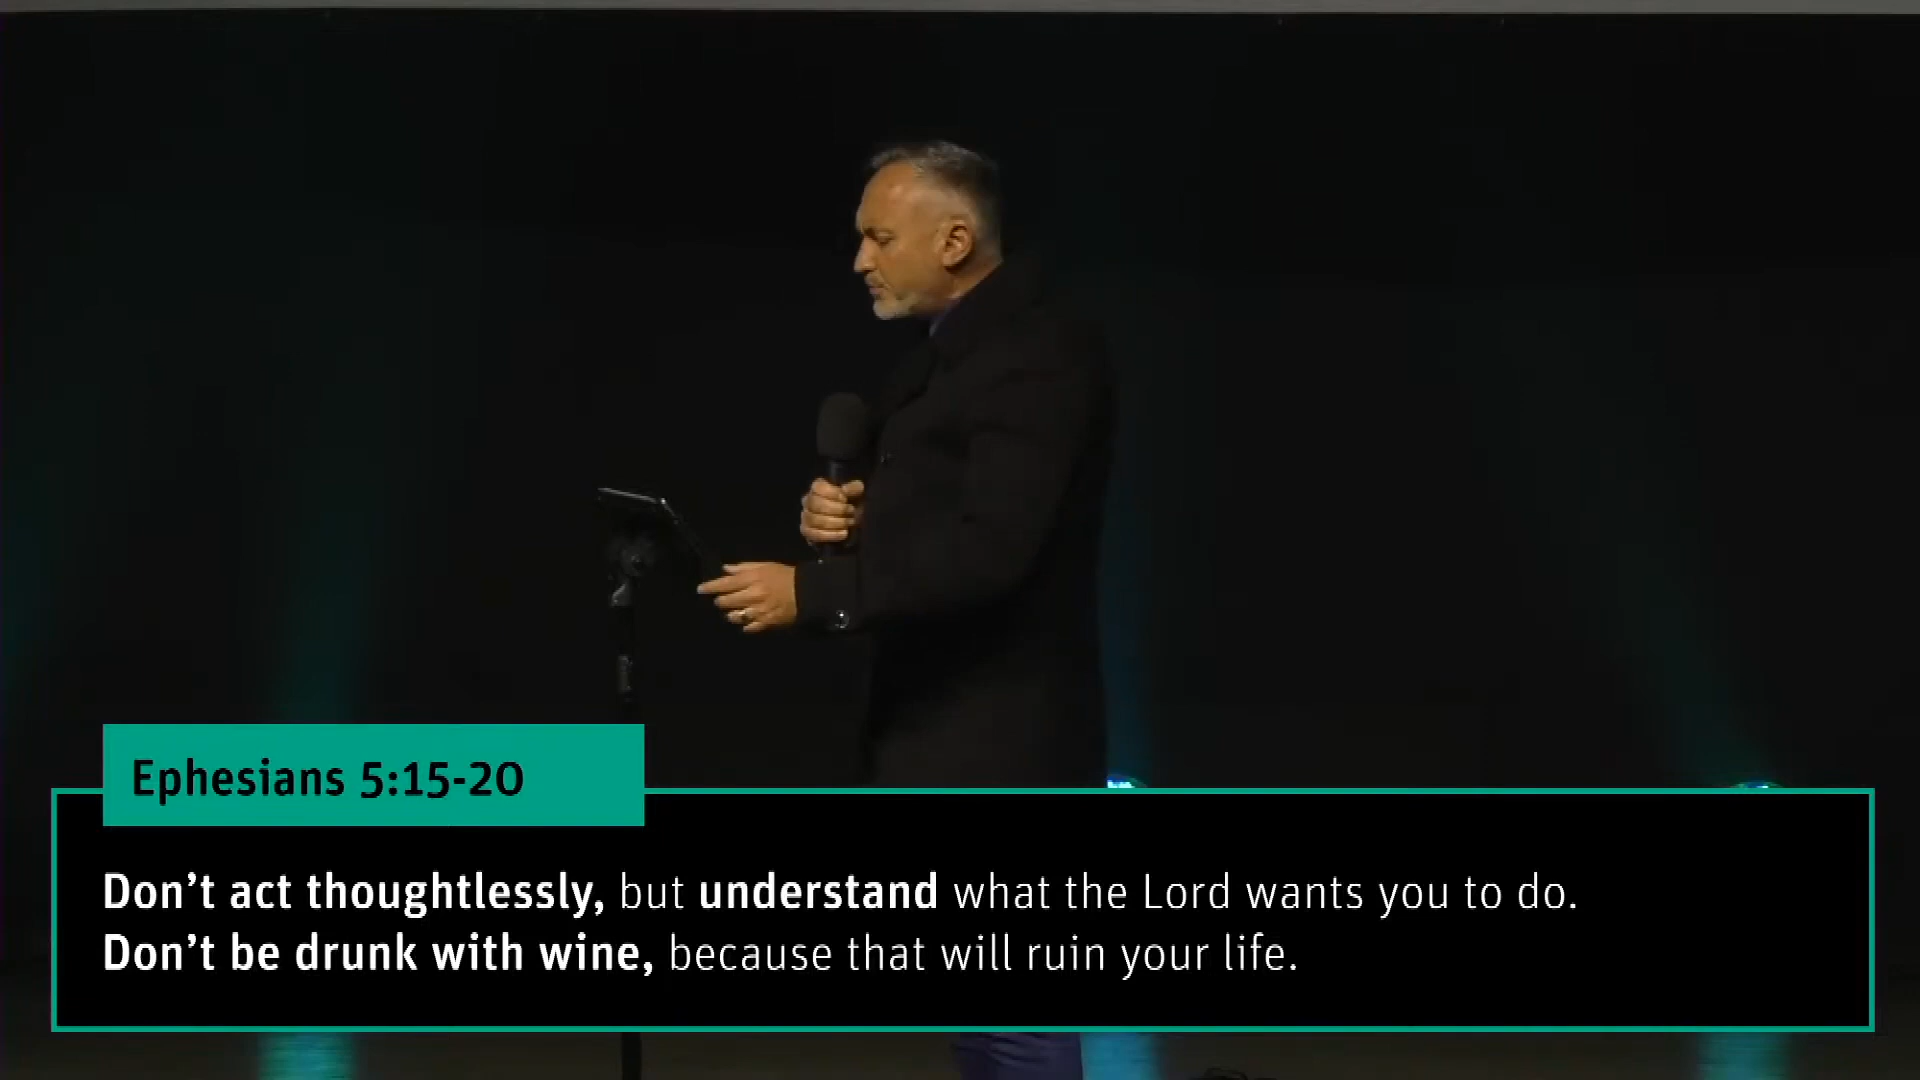 Ephesians 5:15-20
Don’t act thoughtlessly, but understand what the Lord wants you to do.
Don’t be drunk with wine, because that will ruin your life.